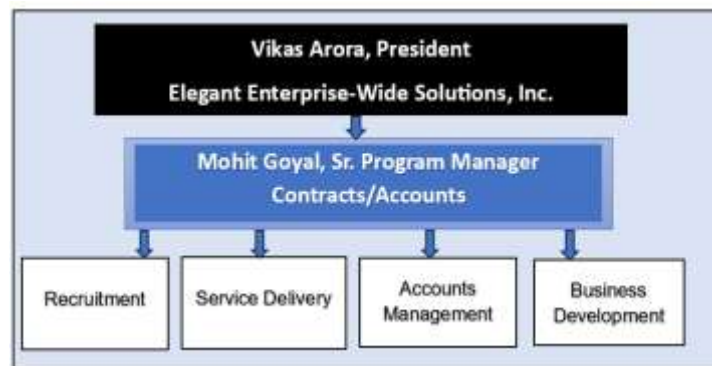 Vikas Arora, President
Elegant Enterprise-Wide Solutions, Inc.
Mohit Goyal, Sr. Program Manager
Contracts/Accounts
Recruitment
Service Delivery
Accounts
Management
Business
Development